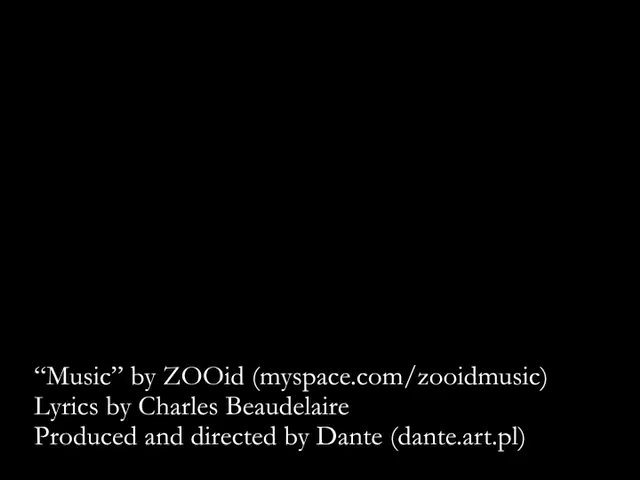 “Music” by ZOOid (myspace.com/zooidmusic)
Lyrics by Charles Beaudelaire
Produced and directed by Dante (dante.art.pl)